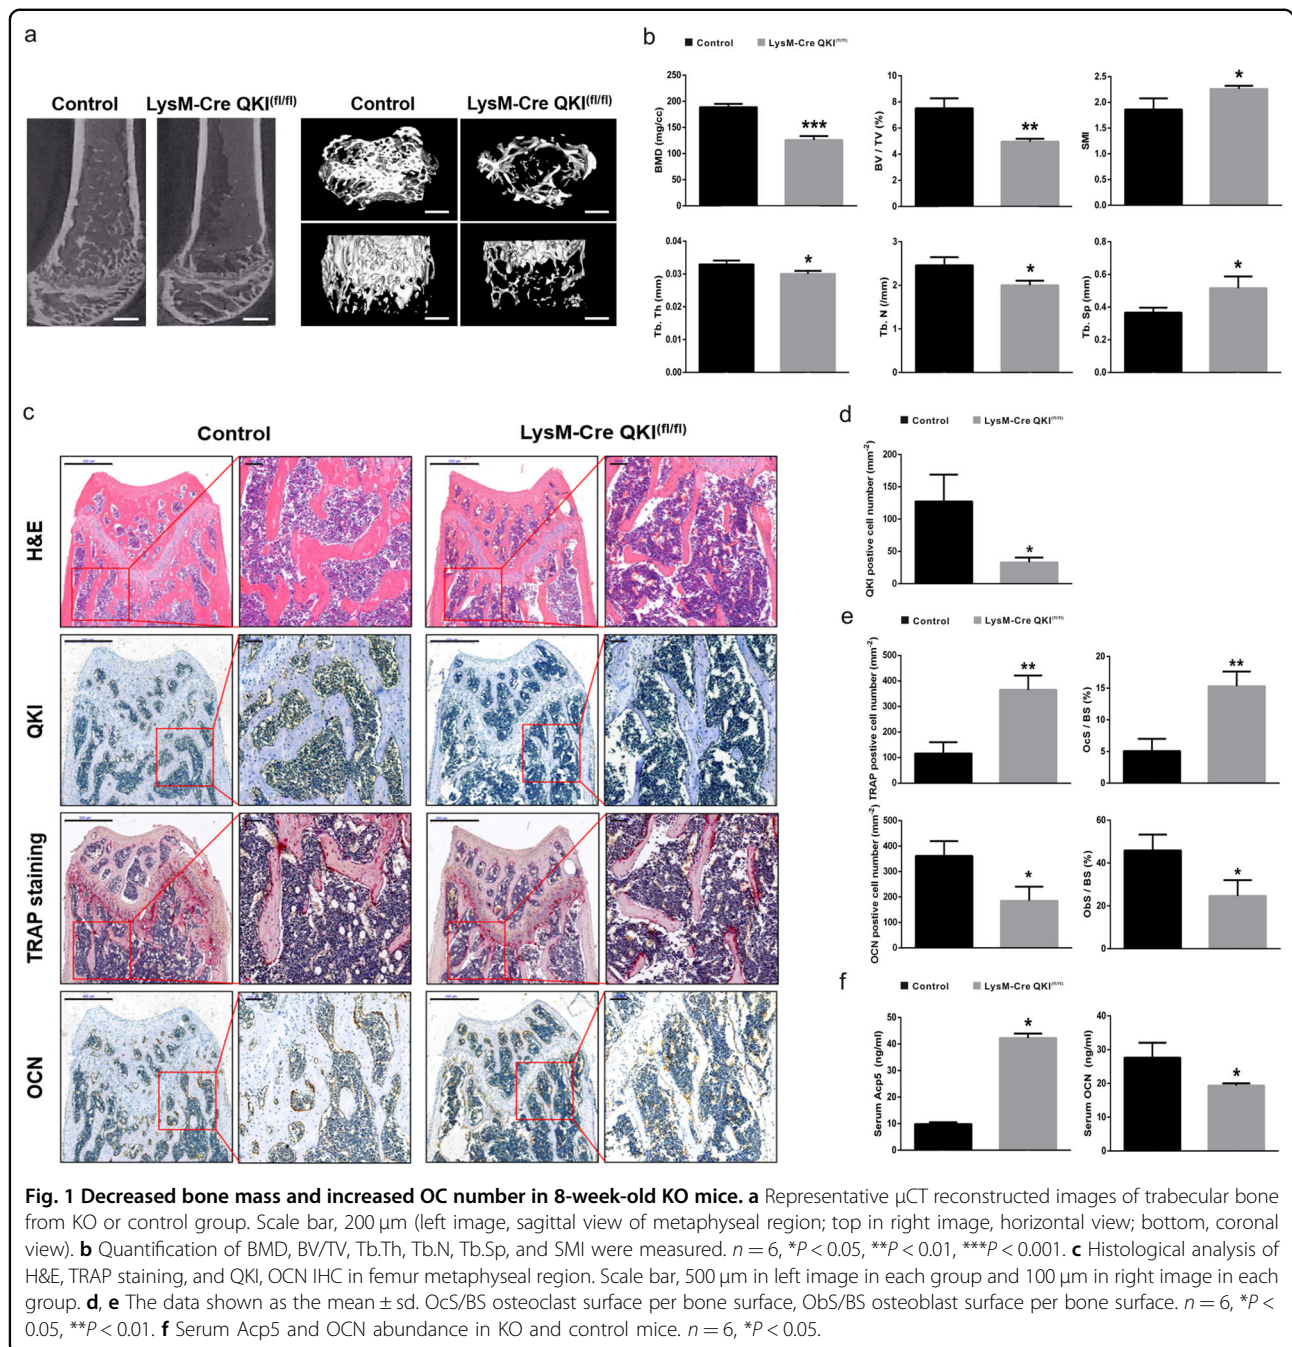 a
Control LysM-Cre QKI(fl/fl)
Control LysM-Cre QKI(fl/fl)
b
Control LysM-Cre QKI(fl/fl)
BMD (mg/cc)
250
200
150
100
50
0
***
BV / TV (%)
10
8
6
4
2
0
**
SMI
2.5
2.0
1.5
1.0
0.5
0.0
*
Tb. Th (mm)
0.04
0.03
0.02
0.01
0.00
*
Tb. N (/mm)
3
2
1
0
*
Tb. Sp (mm)
0.8
0.6
0.4
0.2
0.0
*
c
Control LysM-Cre QKI(fl/fl)
H&E
QKI
TRAP staining
OCN
d
Control LysM-Cre QKI(fl/fl)
QKI postive cell number (mm-2)
200
150
100
50
0
*
e
Control LysM-Cre QKI(fl/fl)
TRAP postive cell number (mm-2)
500
400
300
200
100
0
**
OcS / BS (%)
20
15
10
5
0
**
OCN postive cell number (mm-2)
500
400
300
200
100
0
*
ObS / BS (%)
60
40
20
0
*
f
Control LysM-Cre QKI(fl/fl)
Serum Acp5 (ng/ml)
50
40
30
20
10
0
*
Serum OCN (ng/ml)
40
30
20
10
0
*
Fig. 1 Decreased bone mass and increased OC number in 8-week-old KO mice. a Representative μCT reconstructed images of trabecular bone
from KO or control group. Scale bar, 200 μm (left image, sagittal view of metaphyseal region; top in right image, horizontal view; bottom, coronal
view). b Quantification of BMD, BV/TV, Tb.Th, Tb.N, Tb.Sp, and SMI were measured. n = 6, *P < 0.05, **P < 0.01, ***P < 0.001. c Histological analysis of
H&E, TRAP staining, and QKI, OCN IHC in femur metaphyseal region. Scale bar, 500 μm in left image in each group and 100 μm in right image in each
group. d, e The data shown as the mean ± sd. OcS/BS osteoclast surface per bone surface, ObS/BS osteoblast surface per bone surface. n = 6, *P <
0.05, **P < 0.01. f Serum Acp5 and OCN abundance in KO and control mice. n = 6, *P < 0.05.